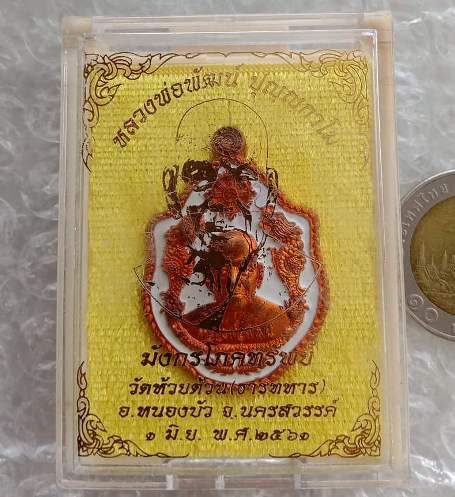 หลวงพ่อพัฒน์ ปุญฺญกาโม
มังกรโภคทรัพย์
วัดห้วยด้วน(ธารทหาร)
อ.หนองบัว จ.นครสวรรค์
๑ มิ.ย. พ.ศ.๒๕๖๑